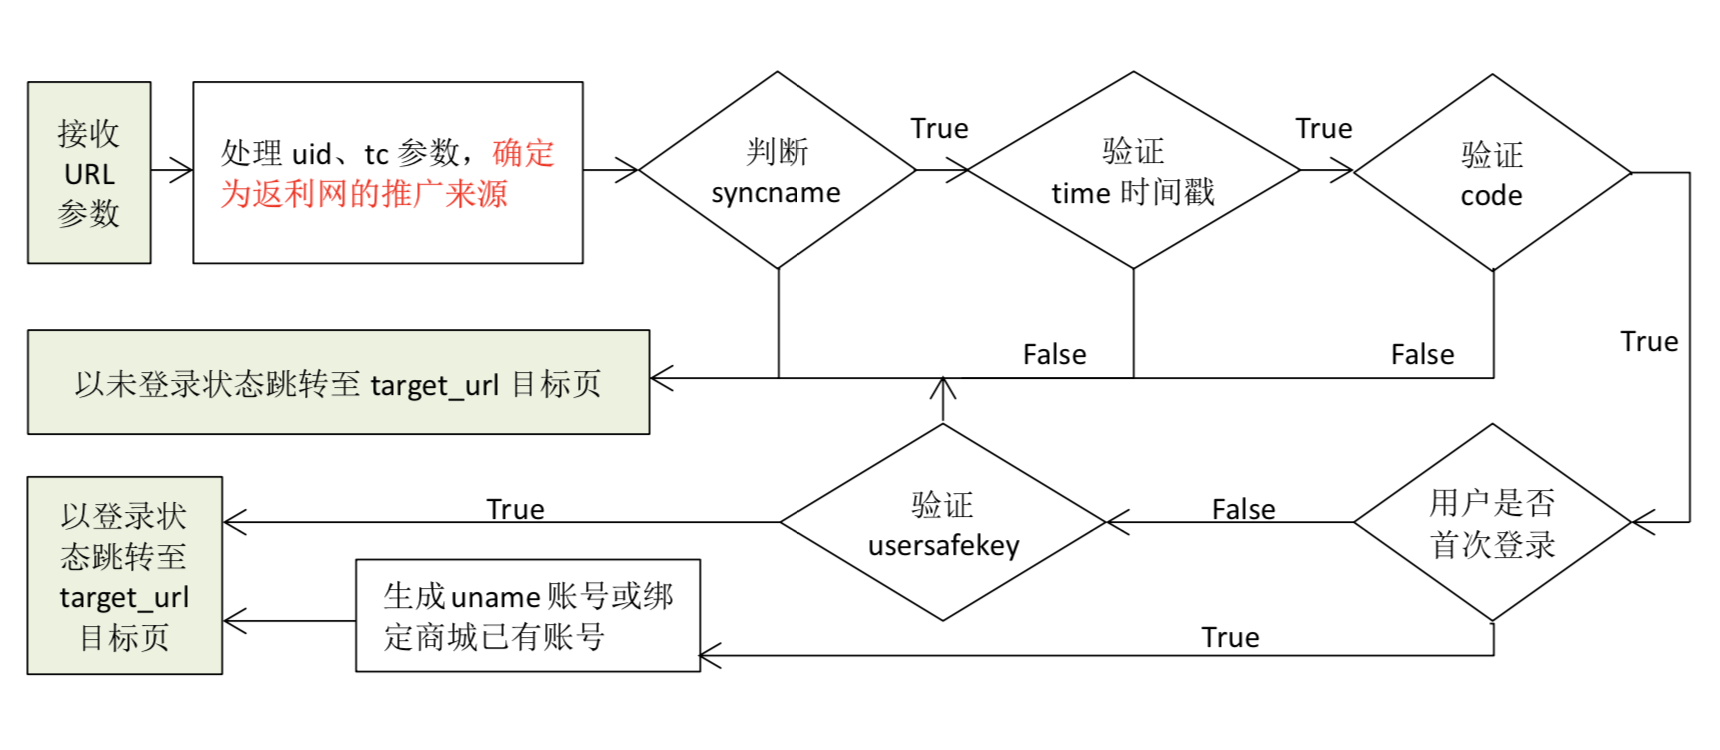 接收
URL
参数
处理 uid、tc 参数，确定
为返利网的推广来源
判断
syncname
True
验证
time 时间戳
True
验证
code
True
False
False
以未登录状态跳转至 target_url 目标页
用户是否
首次登录
False
验证
usersafekey
True
以登录状
态跳转至
target_url
目标页
生成 uname 账号或绑
定商城已有账号
True